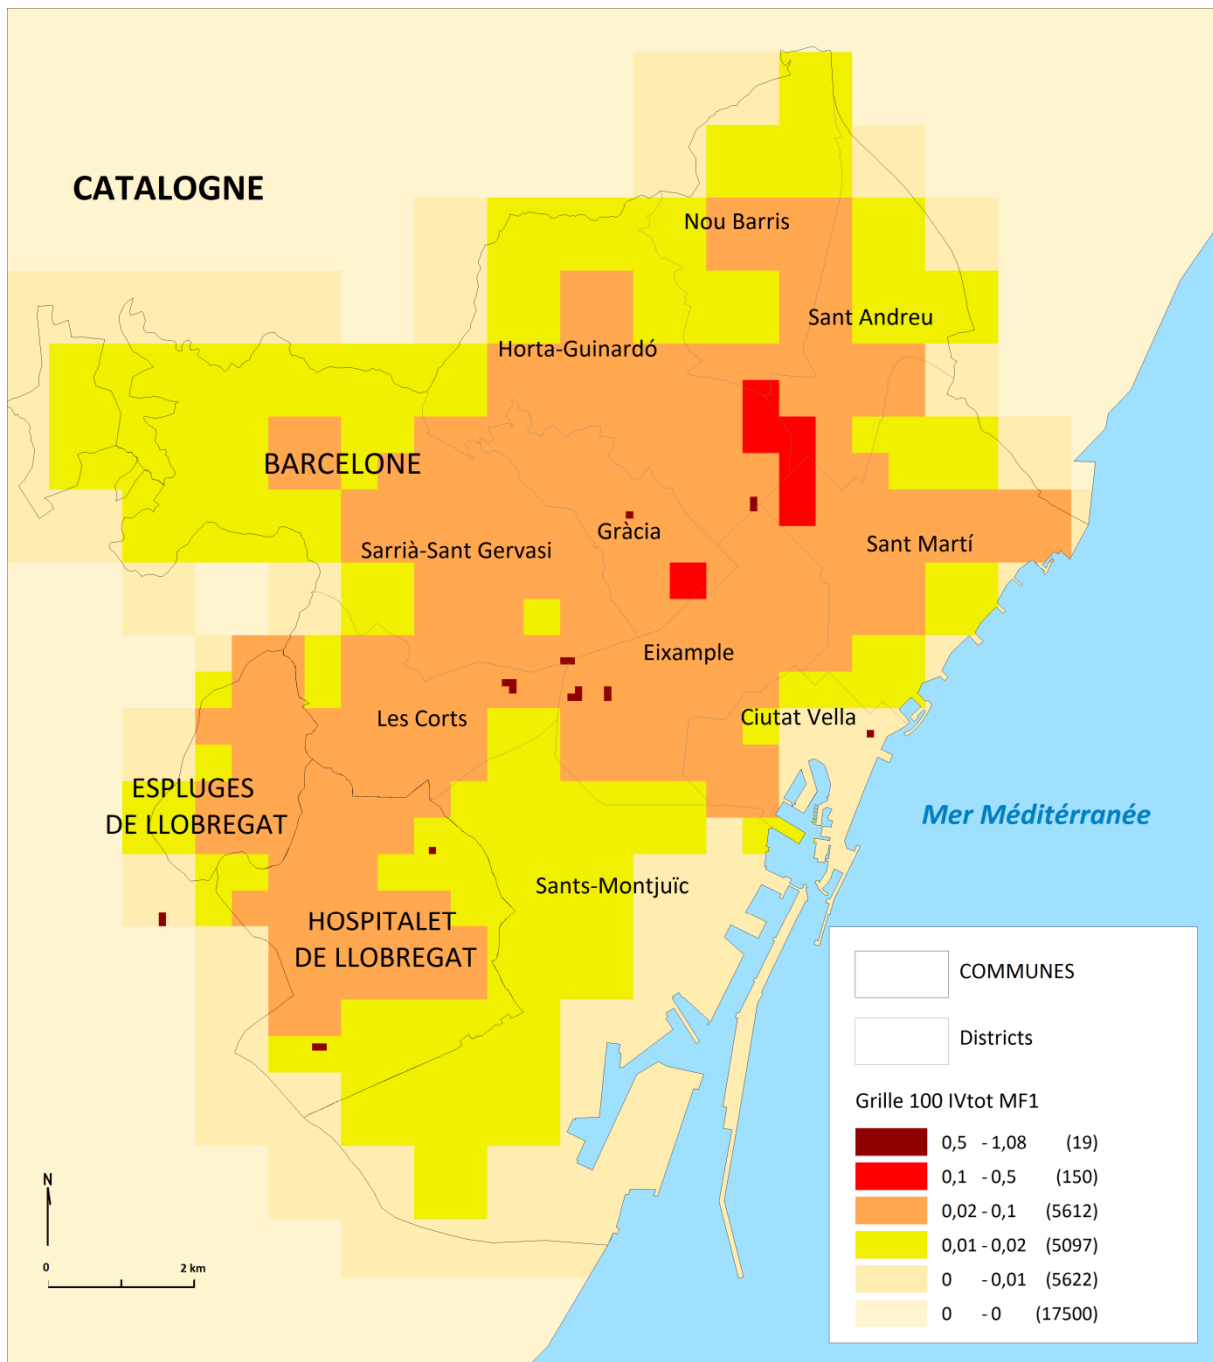 CATALOGNE
Nou Barris
Sant Andreu
Horta-Guinardó
BARCELONE
Gràcia
Sarrià-Sant Gervasi
Sant Martí
Eixample
Les Corts
Ciutat Vella
ESPLUGES
DE LLOBREGAT
Mer Méditérranée
Sants-Montjuïc
HOSPITALET
DE LLOBREGAT
COMMUNES
Districts
Grille 100 IVtot MF1
0,5 - 1,08 (19)
0,1 - 0,5 (150)
0,02 - 0,1 (5612)
0,01 - 0,02 (5097)
0 - 0,01 (5622)
0 - 0 (17500)
N
0 2 km